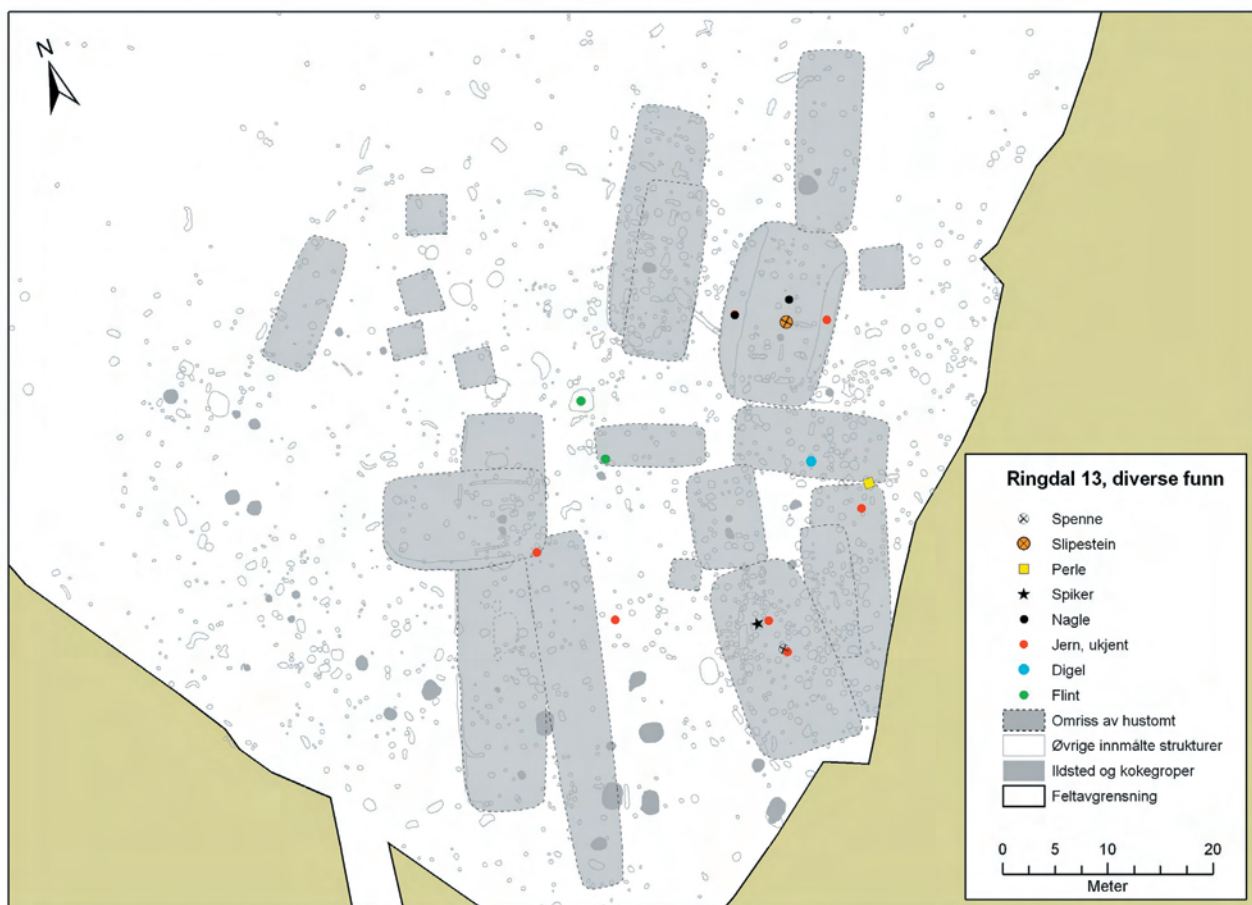 N
Ringdal 13, diverse funn
Spenne
Slipestein
Perle
Spiker
Nagle
Jern, ukjent
Digel
Flint
Omriss av hustomt
Øvrige innmålte strukturer
Ildsted og kokegroper
Feltavgrensning
0 5 10 20
Meter